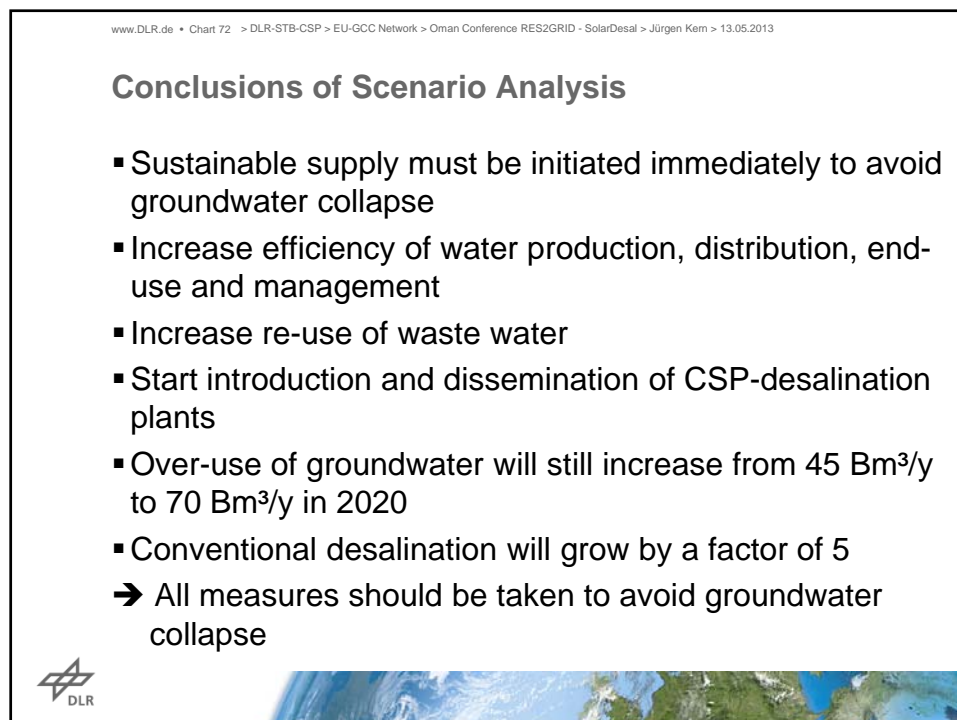 www.DLR.de • Chart 72 > DLR-STB-CSP > EU-GCC Network > Oman Conference RES2GRID - SolarDesal > Jürgen Kern > 13.05.2013
Conclusions of Scenario Analysis
▪ Sustainable supply must be initiated immediately to avoid
groundwater collapse
▪ Increase efficiency of water production, distribution, end-
use and management
▪ Increase re-use of waste water
▪ Start introduction and dissemination of CSP-desalination
plants
▪ Over-use of groundwater will still increase from 45 Bm³/y
to 70 Bm³/y in 2020
▪ Conventional desalination will grow by a factor of 5
➔ All measures should be taken to avoid groundwater
collapse
DLR